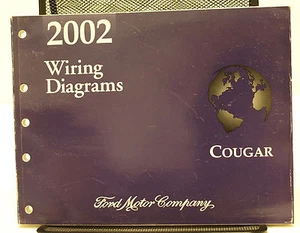 2002
Wiring
Diagrams
COUGAR
Ford Motor Company